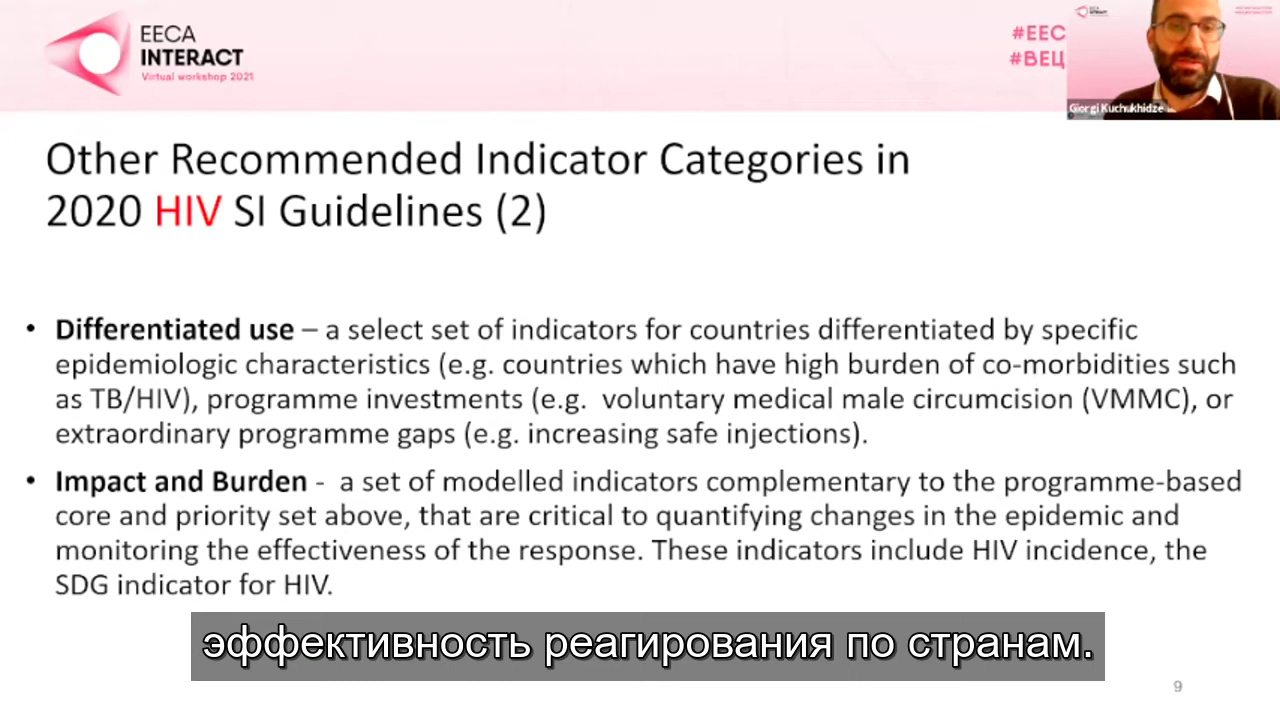 EECA
INTERACT
Virtual workshop 2021
#EEC
#ВЕЦ
INTERACT
Giorgi Kuchukhidze
Other Recommended Indicator Categories in
2020 HIV SI Guidelines (2)
• Differentiated use – a select set of indicators for countries differentiated by specific
epidemiologic characteristics (e.g. countries which have high burden of co-morbidities such
as TB/HIV), programme investments (e.g. voluntary medical male circumcision (VMMC), or
extraordinary programme gaps (e.g. increasing safe injections).
• Impact and Burden - a set of modelled indicators complementary to the programme-based
core and priority set above, that are critical to quantifying changes in the epidemic and
monitoring the effectiveness of the response. These indicators include HIV incidence, the
SDG indicator for HIV.
эффективность реагирования по странам.
9